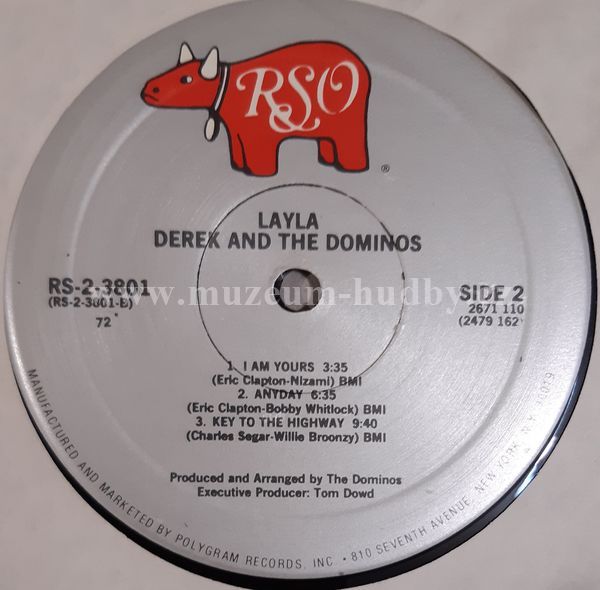 RSO
®
LAYLA
DEREK AND THE DOMINOS
RS-2-3801
(RS-2-3801-B)
72
SIDE 2
2671 110
(2479 162)
www.muzeum-hudby.cz
1. I AM YOURS 3:35
(Eric Clapton-Nizami) BMI
2. ANYDAY 6:35
(Eric Clapton-Bobby Whitlock) BMI
3. KEY TO THE HIGHWAY 9:40
(Charles Segar-Willie Broonzy) BMI
Produced and Arranged by The Dominos
Executive Producer: Tom Dowd
MANUFACTURED AND MARKETED BY POLYGRAM RECORDS, INC. • 810 SEVENTH AVENUE, NEW YORK, N.Y. 10019